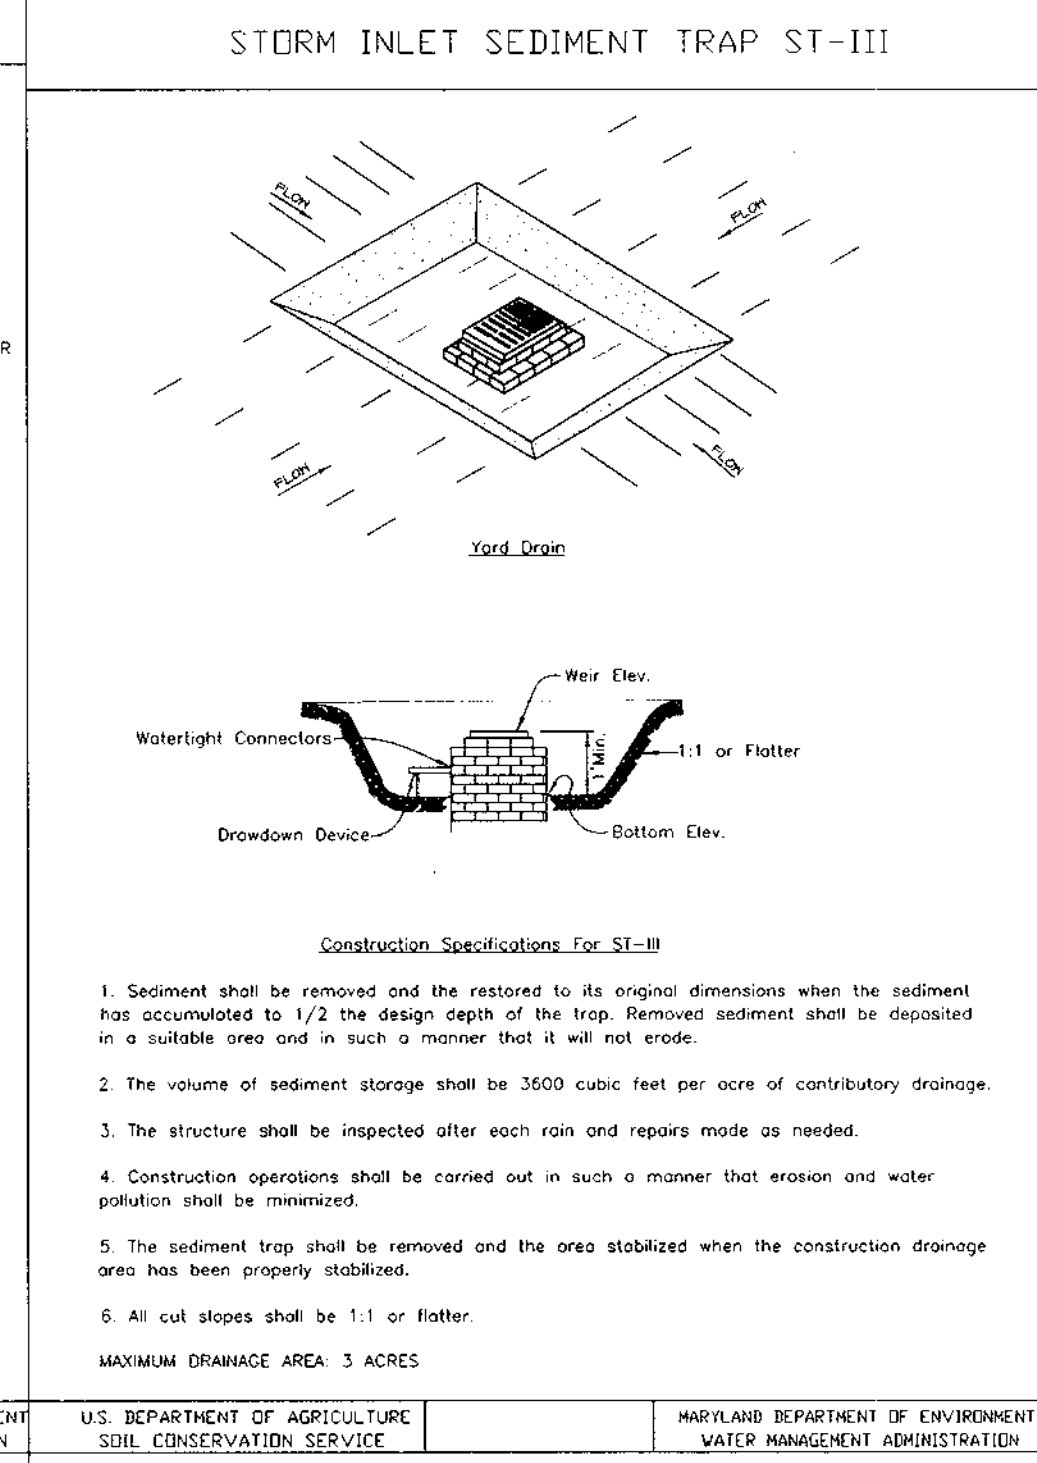 STORM INLET SEDIMENT TRAP ST-III
FLOW
FLOW
R
FLOW
FLOW
Yard Drain
Weir Elev.
Watertight Connectors
1' Min.
1:1 or Flatter
Drawdown Device
Bottom Elev.
Construction Specifications For ST-III
1. Sediment shall be removed and the restored to its original dimensions when the sediment
has accumulated to 1/2 the design depth of the trap. Removed sediment shall be deposited
in a suitable area and in such a manner that it will not erode.
2. The volume of sediment storage shall be 3600 cubic feet per acre of contributory drainage.
3. The structure shall be inspected after each rain and repairs made as needed.
4. Construction operations shall be carried out in such a manner that erosion and water
pollution shall be minimized.
5. The sediment trap shall be removed and the area stabilized when the construction drainage
area has been properly stabilized.
6. All cut slopes shall be 1:1 or flatter.
MAXIMUM DRAINAGE AREA: 3 ACRES
ENT
N
U.S. DEPARTMENT OF AGRICULTURE
SOIL CONSERVATION SERVICE
MARYLAND DEPARTMENT OF ENVIRONMENT
WATER MANAGEMENT ADMINISTRATION